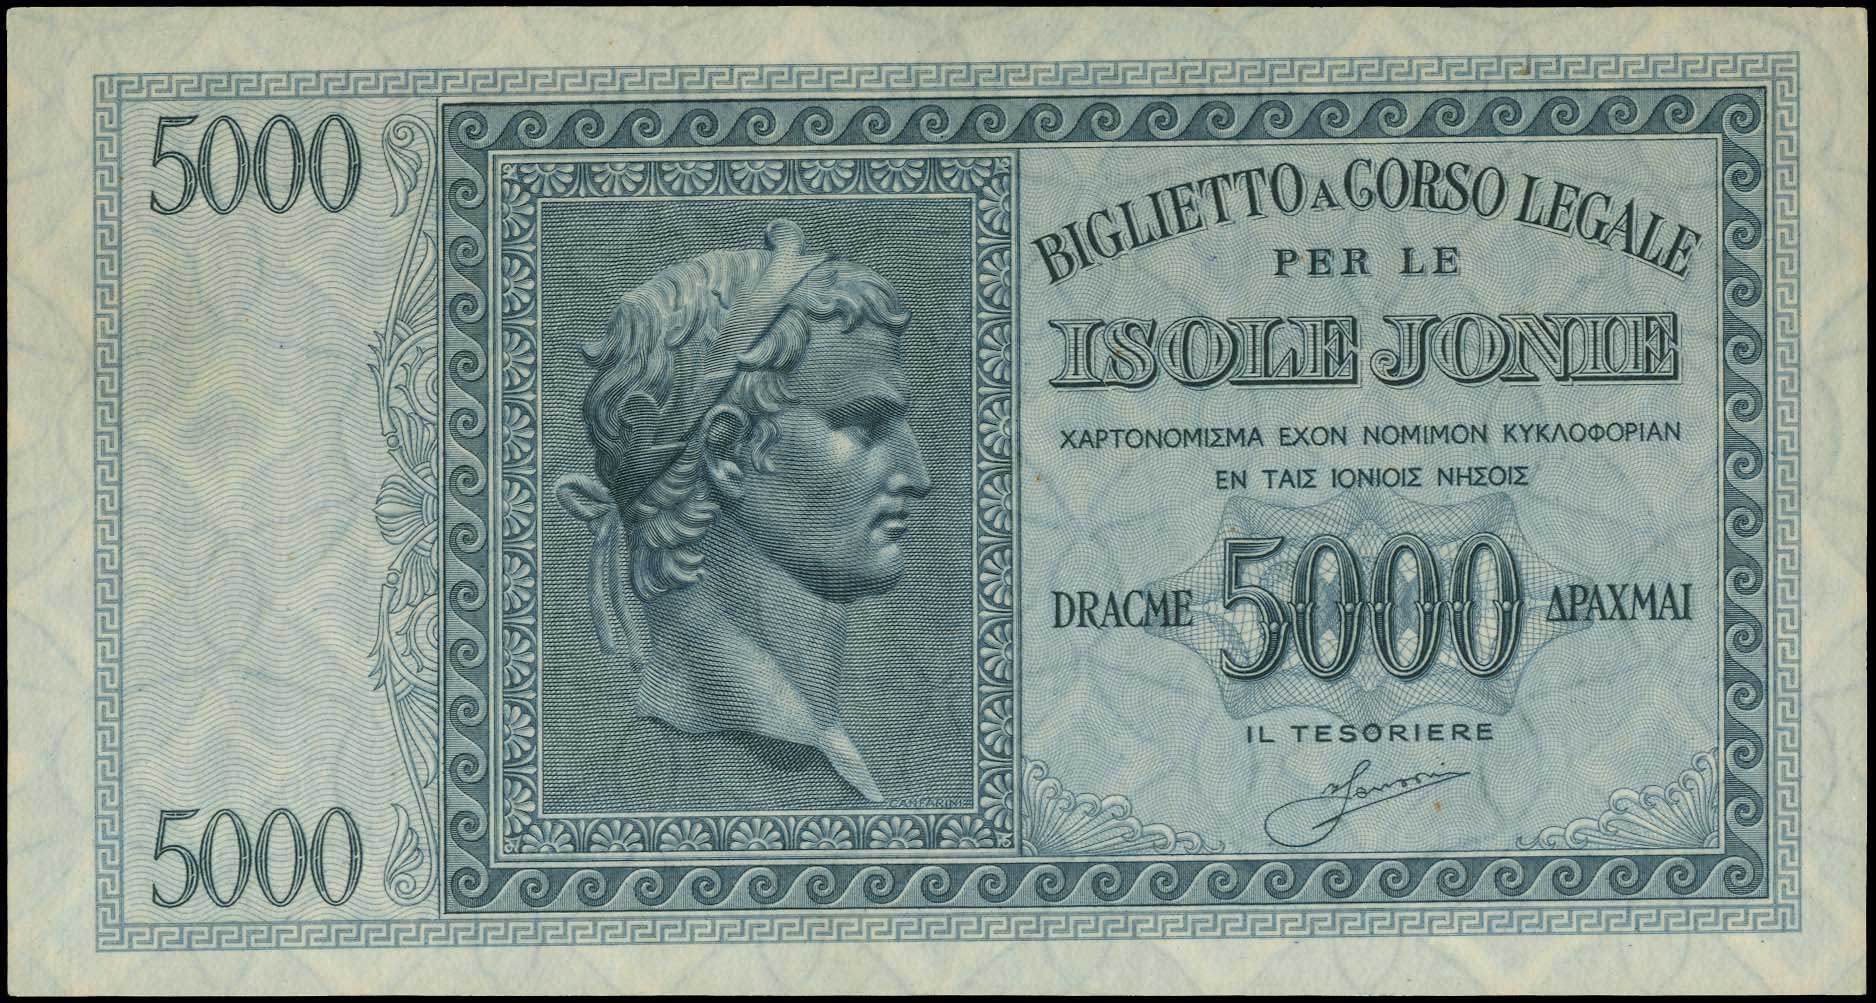 5000
BIGLIETTO A CORSO LEGALE
PER LE
ISOLE JONIE
ΧΑΡΤΟΝΟΜΙΣΜΑ ΕΧΟΝ ΝΟΜΙΜΟΝ ΚΥΚΛΟΦΟΡΙΑΝ
ΕΝ ΤΑΙΣ ΙΟΝΙΟΙΣ ΝΗΣΟΙΣ
DRACME 5000 ΔΡΑΧΜΑΙ
IL TESORIERE
CANFARINI
5000